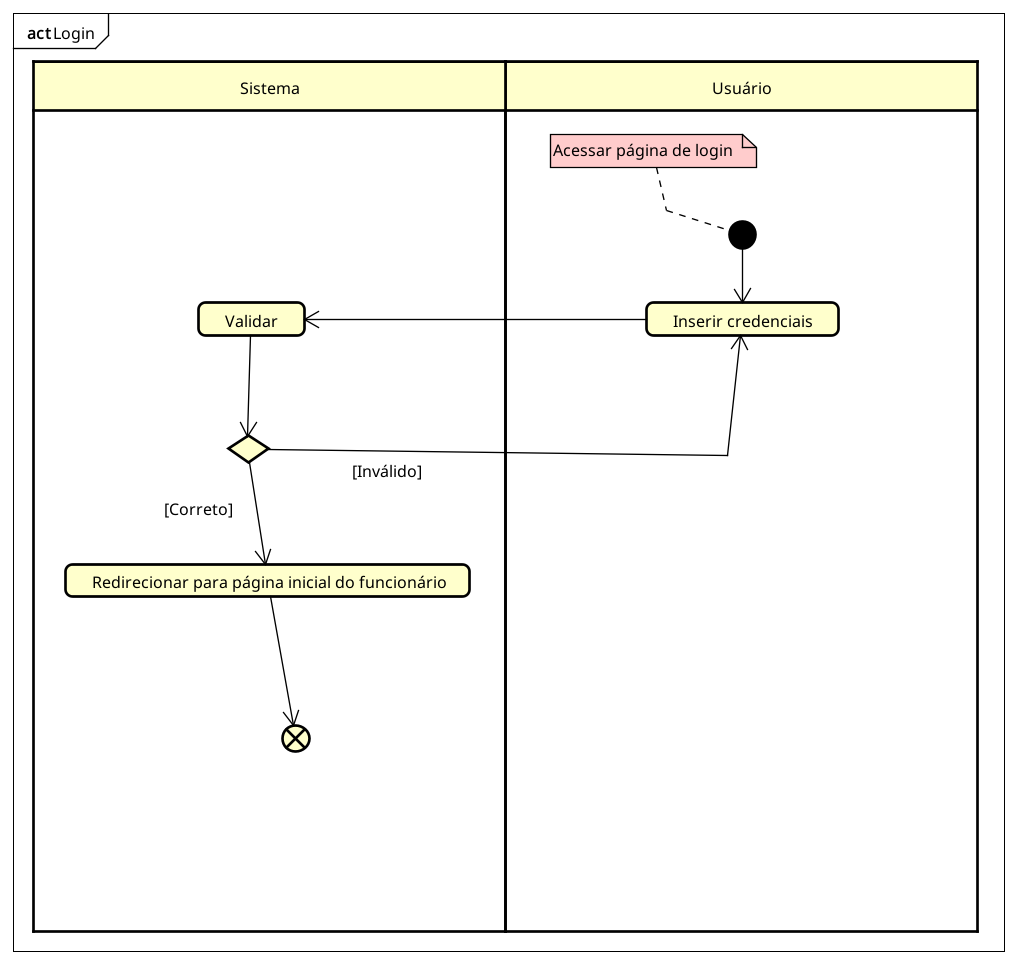 act Login
Sistema
Usuário
Acessar página de login
Validar
Inserir credenciais
[Inválido]
[Correto]
Redirecionar para página inicial do funcionário